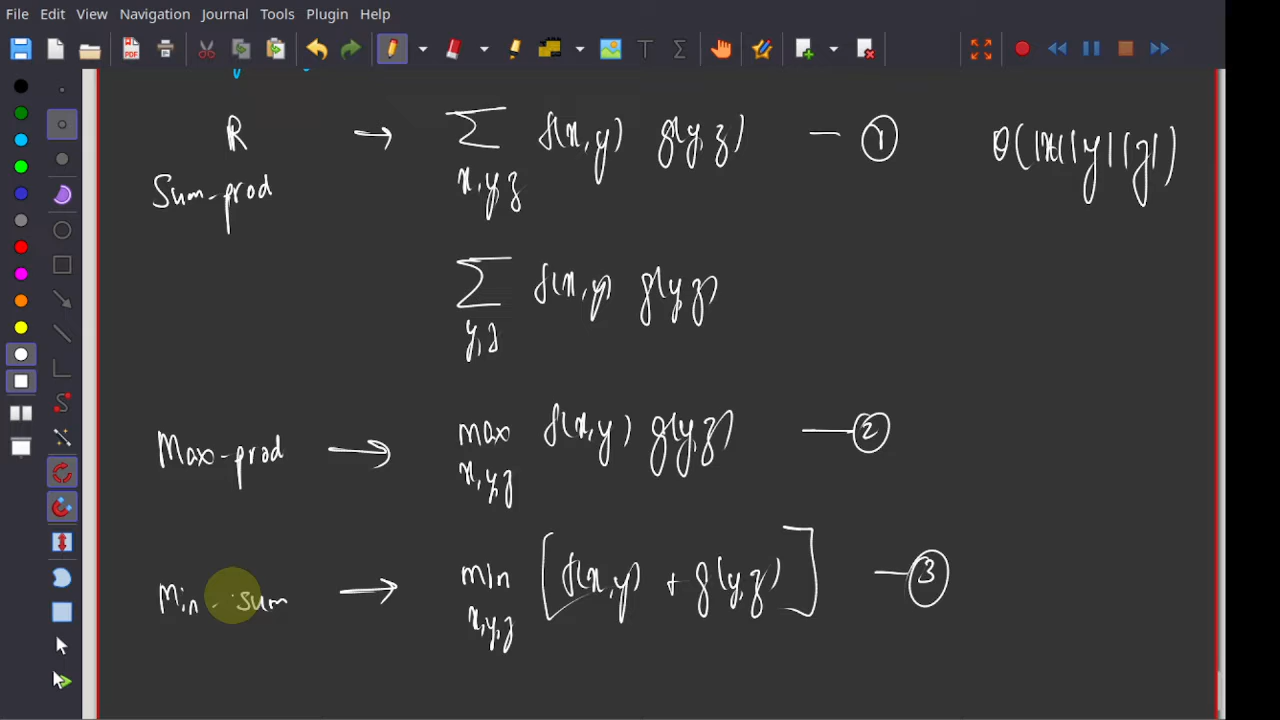 File Edit View Navigation Journal Tools Plugin Help
ℝ → ∑ f(x,y) g(y,z) — ① O(|x||y||z|)
x,y,z
Sum-prod
∑ f(x,y) g(y,z)
y,z
Max-prod → max f(x,y) g(y,z) — ②
x,y,z
Min-sum → min [f(x,y) + g(y,z)] — ③
x,y,z